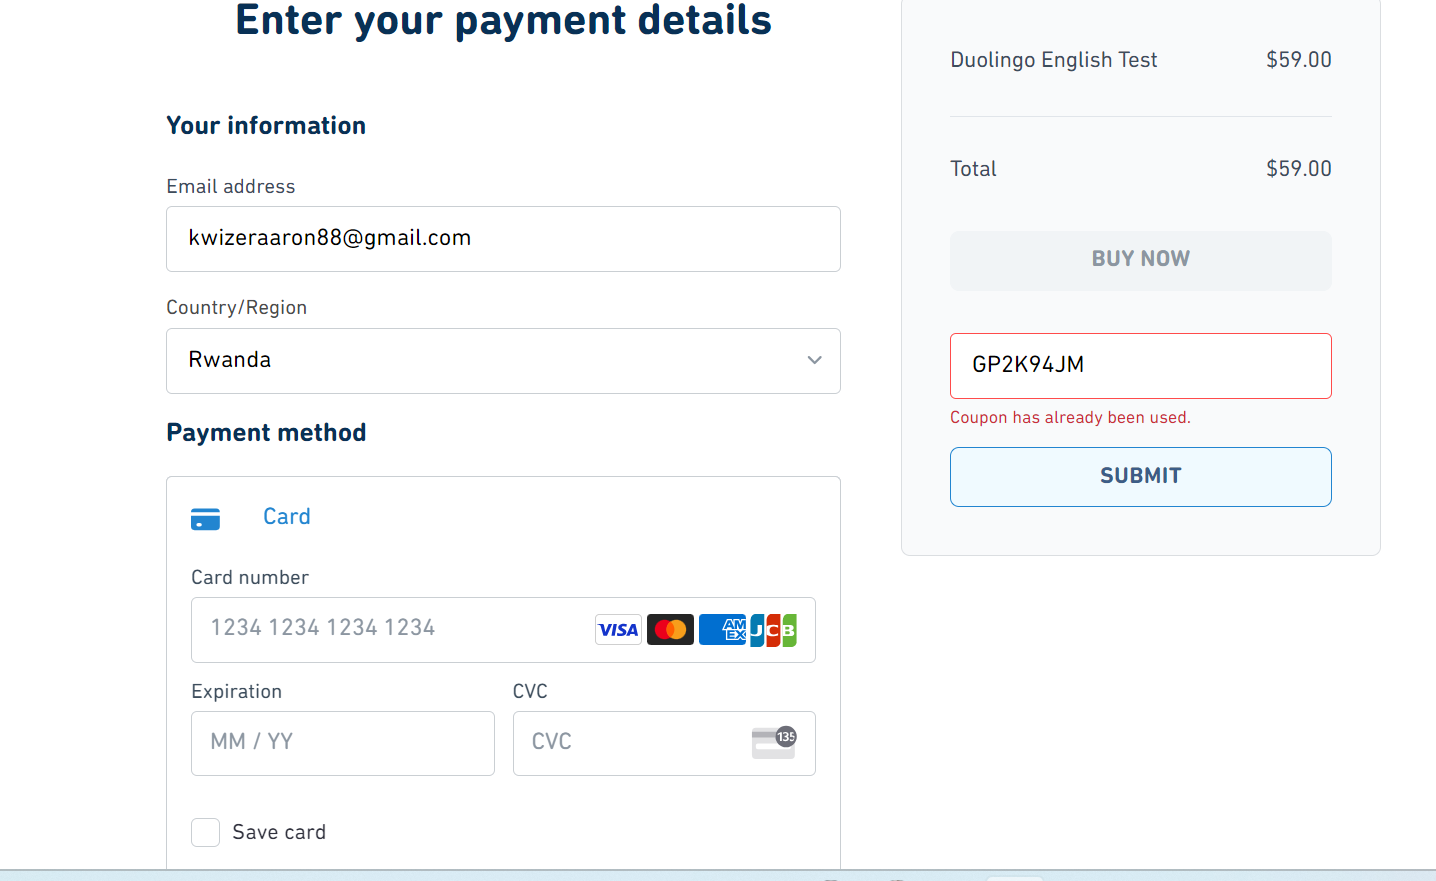 Enter your payment details
Your information
Email address
kwizeraaron88@gmail.com
Country/Region
Rwanda
Payment method
Card
Card number
1234 1234 1234 1234
VISA
AM
EX
JCB
Expiration
CVC
MM / YY
CVC
135
Save card
Duolingo English Test $59.00
Total $59.00
BUY NOW
GP2K94JM
Coupon has already been used.
SUBMIT